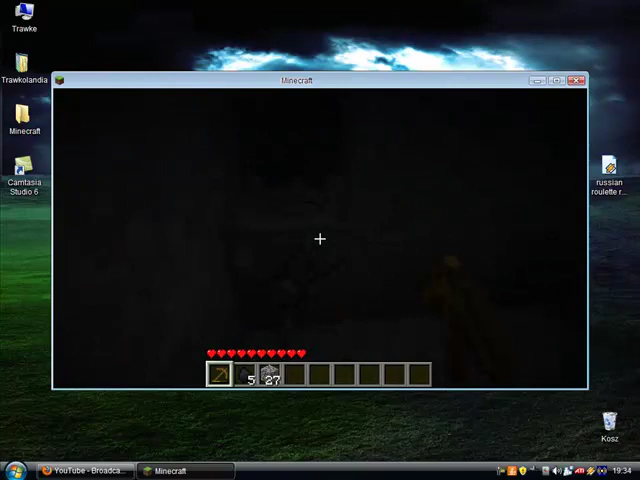 Trawke
Trawkolandia
Minecraft
Camtasia
Studio 6
Minecraft
russian
roulette r...
5
27
Kosz
YouTube - Broadca...
Minecraft
19:34